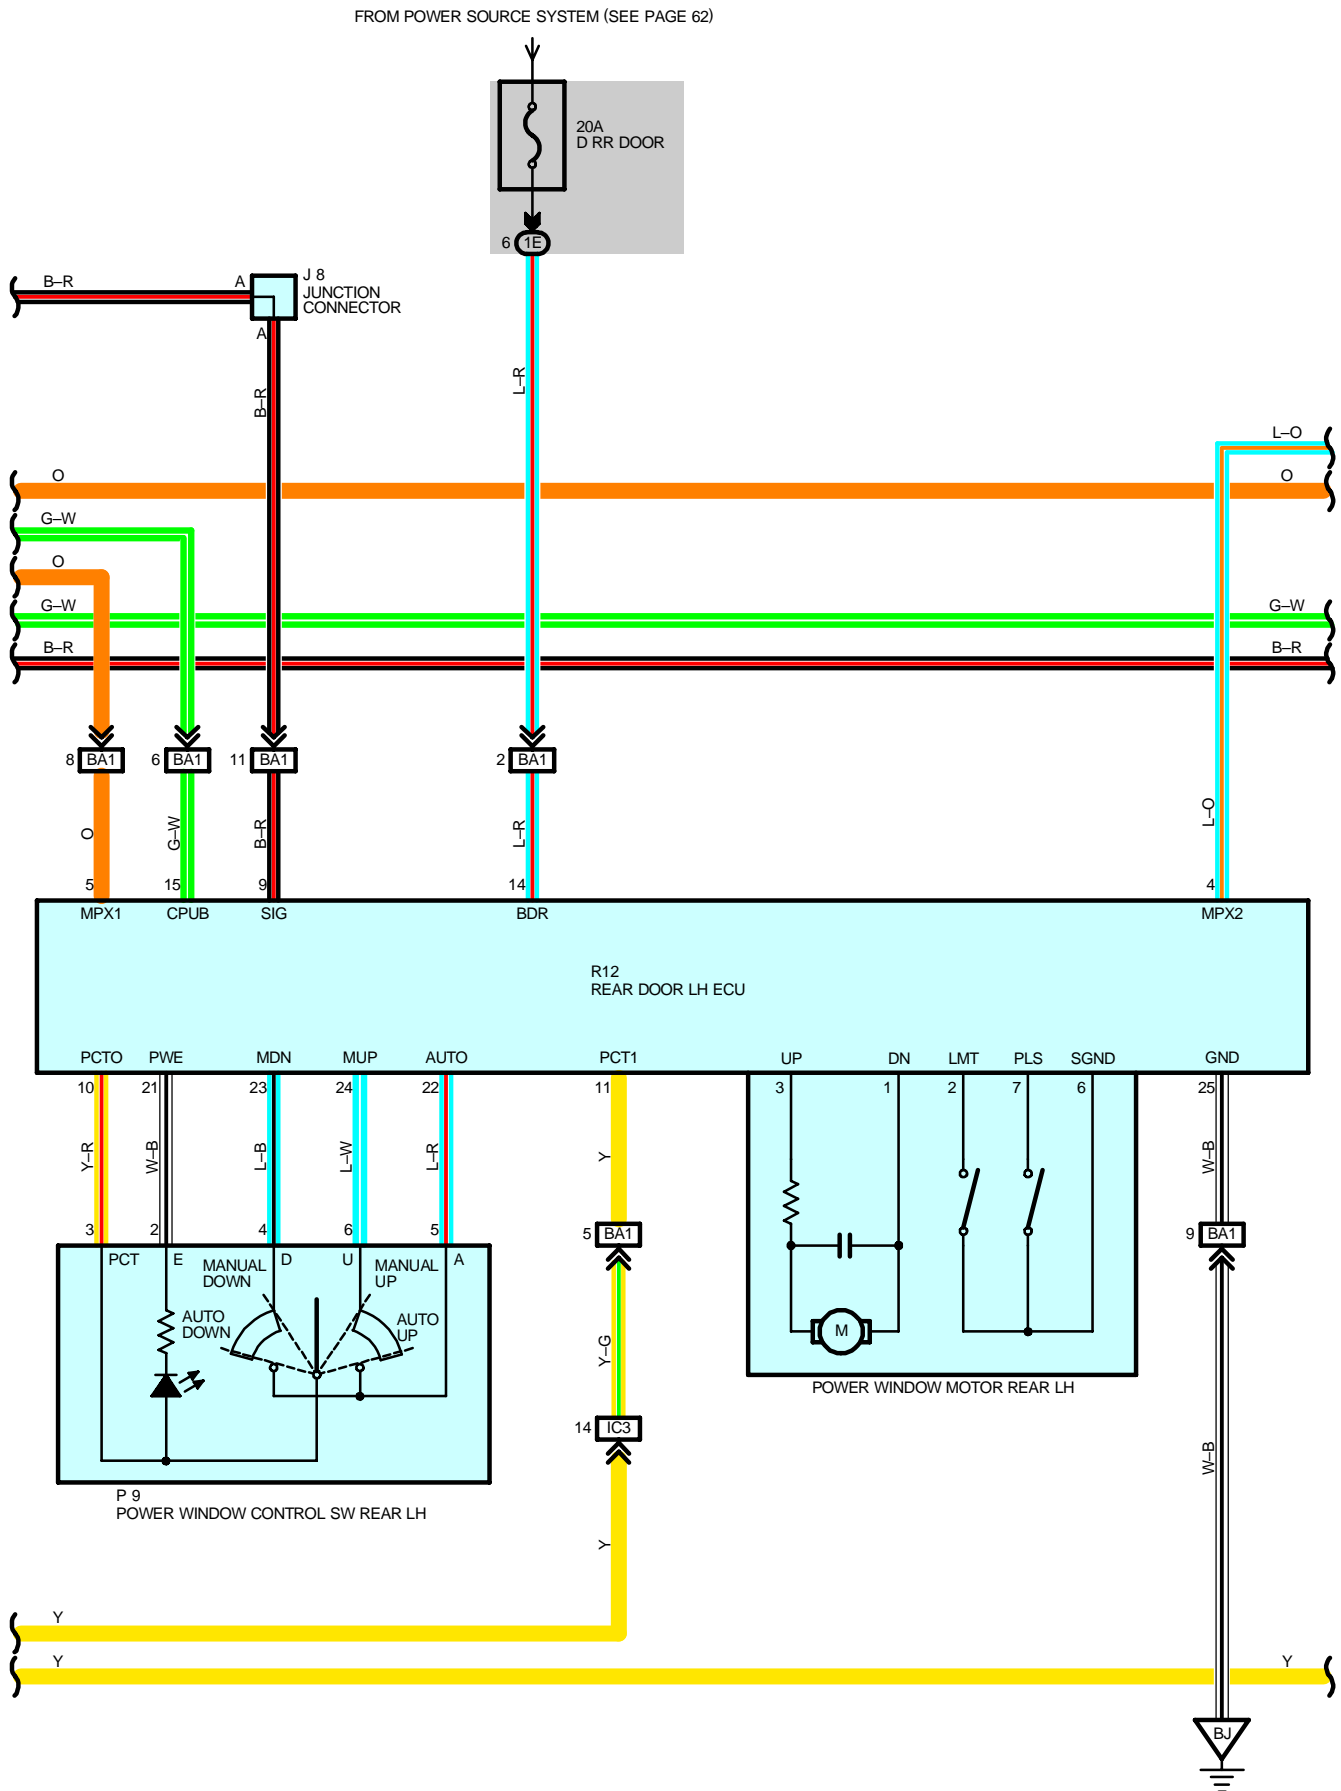 FROM POWER SOURCE SYSTEM (SEE PAGE 62)
20A
D RR DOOR
6 1E
B–R A
J 8
JUNCTION
CONNECTOR
A
B–R
L–R
L–O
O O
G–W
O
G–W G–W
B–R B–R
8 BA1 6 BA1 11 BA1 2 BA1
O G–W B–R L–R L–O
5 15 9 14 4
MPX1 CPUB SIG BDR MPX2
R12
REAR DOOR LH ECU
PCTO PWE MDN MUP AUTO PCT1 UP DN LMT PLS SGND GND
10 21 23 24 22 11 3 1 2 7 6 25
Y–R W–B L–B L–W L–R Y W–B
3 2 4 6 5 5 BA1 9 BA1
PCT E D U A
MANUAL
DOWN
MANUAL
UP
AUTO
DOWN
AUTO
UP
M
Y–G
POWER WINDOW MOTOR REAR LH
14 IC3
W–B
P 9
POWER WINDOW CONTROL SW REAR LH
Y
Y
Y Y
BJ